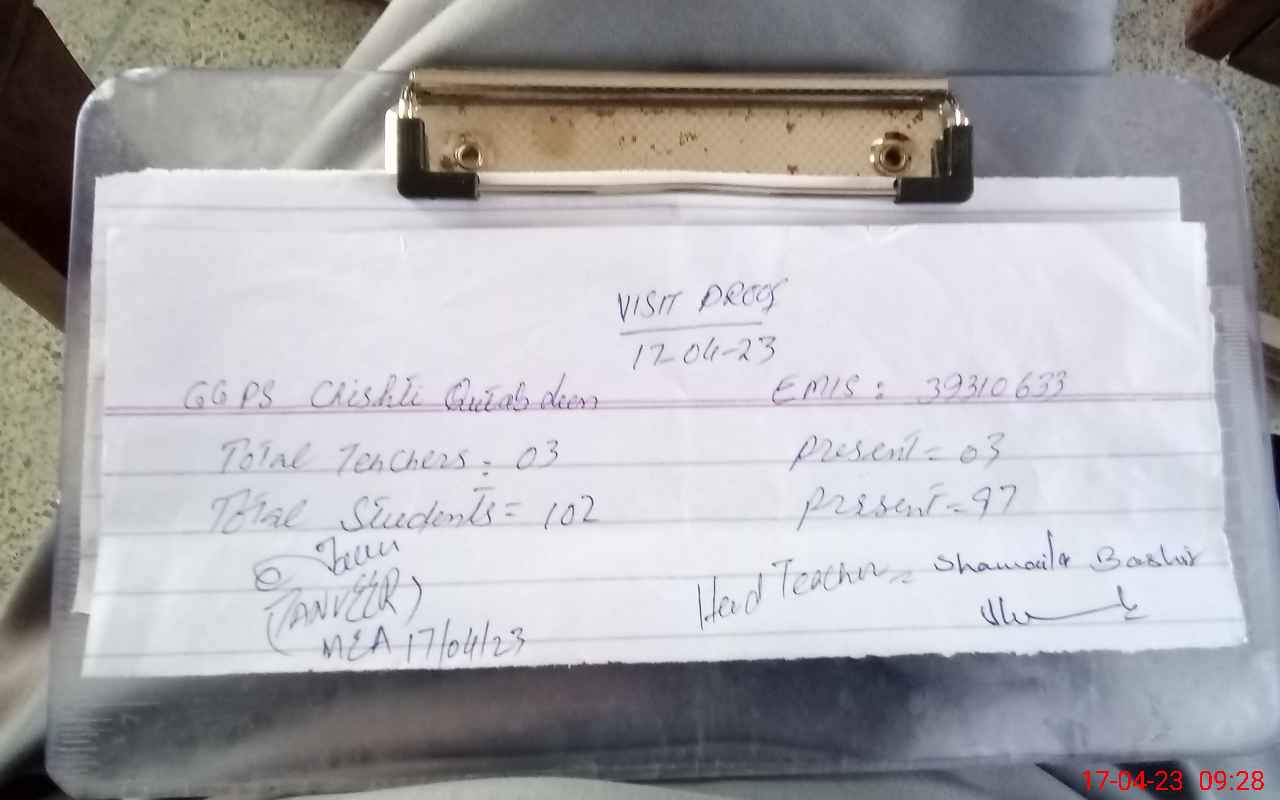 VISIT PROOF
17-04-23
GGPS Chishti Qutab deen EMIS: 39310633
Total Teachers: 03 Present = 03
Total Students = 102 Present = 97
(TANVEER) Head Teacher = Shamaila Bashir
MEA 17/04/23
17-04-23 09:28